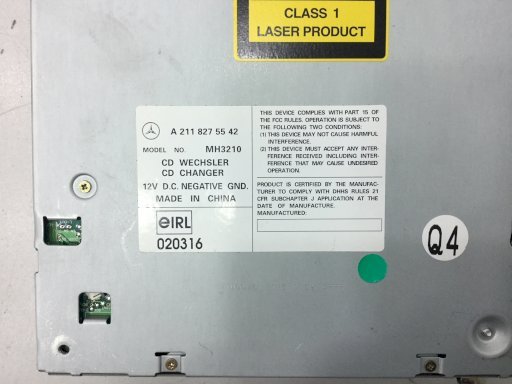 CLASS 1
LASER PRODUCT
A 211 827 55 42
MODEL NO. MH3210
CD WECHSLER
CD CHANGER
12V D.C. NEGATIVE GND.
MADE IN CHINA
eIRL
020316
THIS DEVICE COMPLIES WITH PART 15 OF
THE FCC RULES. OPERATION IS SUBJECT TO
THE FOLLOWING TWO CONDITIONS:
(1) THIS DEVICE MAY NOT CAUSE HARMFUL
INTERFERENCE.
(2) THIS DEVICE MUST ACCEPT ANY INTER-
FERENCE RECEIVED INCLUDING INTER-
FERENCE THAT MAY CAUSE UNDESIRED
OPERATION.
PRODUCT IS CERTIFIED BY THE MANUFAC-
TURER TO COMPLY WITH DHHS RULES 21
CFR SUBCHAPTER J APPLICATION AT THE
DATE OF MANUFACTURE.
MANUFACTURED:
Q4